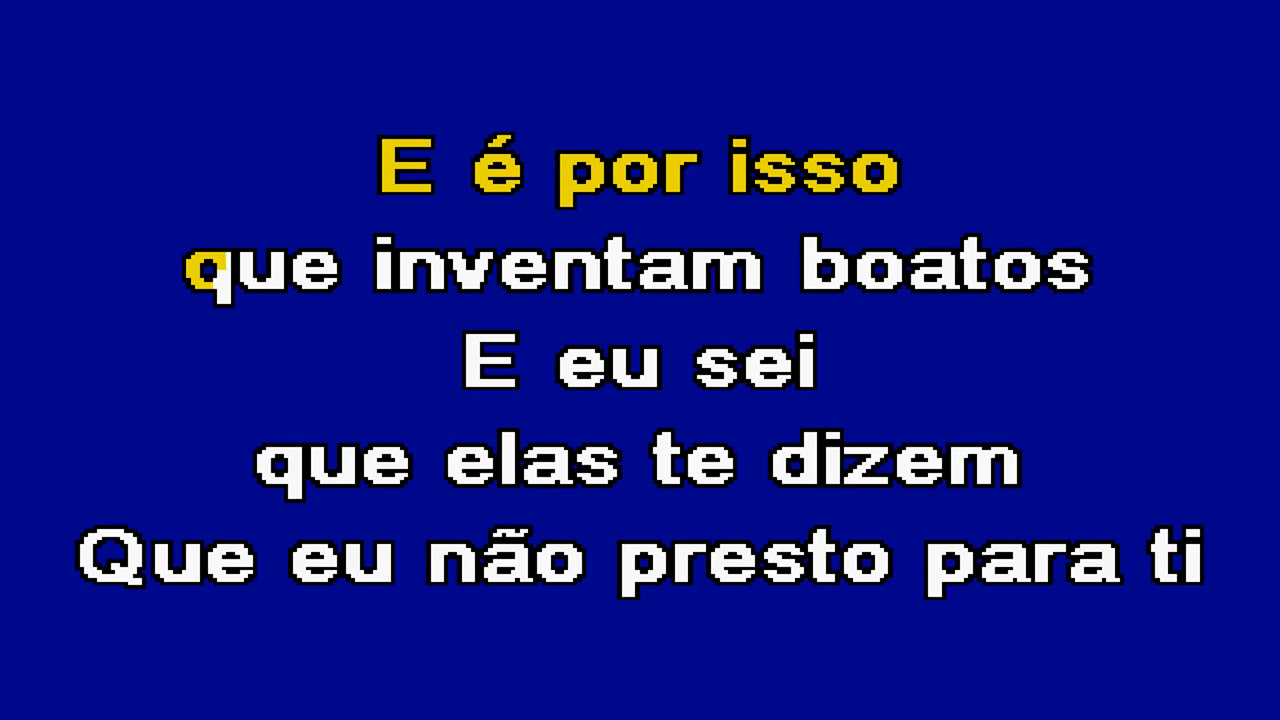 E é por isso
que inventam boatos
E eu sei
que elas te dizem
Que eu não presto para ti